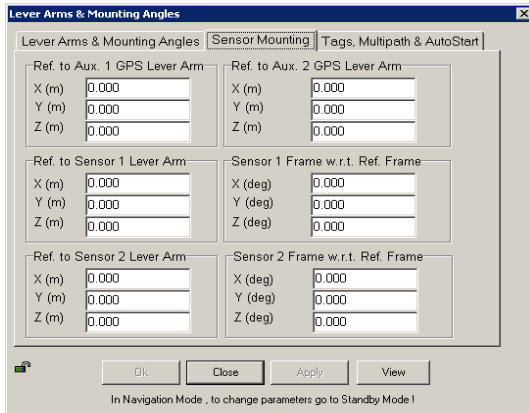 Lever Arms & Mounting Angles
Lever Arms & Mounting Angles Sensor Mounting Tags, Multipath & AutoStart
Ref. to Aux. 1 GPS Lever Arm
X (m) 0.000
Y (m) 0.000
Z (m) 0.000
Ref. to Aux. 2 GPS Lever Arm
X (m) 0.000
Y (m) 0.000
Z (m) 0.000
Ref. to Sensor 1 Lever Arm
X (m) 0.000
Y (m) 0.000
Z (m) 0.000
Sensor 1 Frame w.r.t. Ref. Frame
X (deg) 0.000
Y (deg) 0.000
Z (deg) 0.000
Ref. to Sensor 2 Lever Arm
X (m) 0.000
Y (m) 0.000
Z (m) 0.000
Sensor 2 Frame w.r.t. Ref. Frame
X (deg) 0.000
Y (deg) 0.000
Z (deg) 0.000
Ok Close Apply View
In Navigation Mode , to change parameters go to Standby Mode !